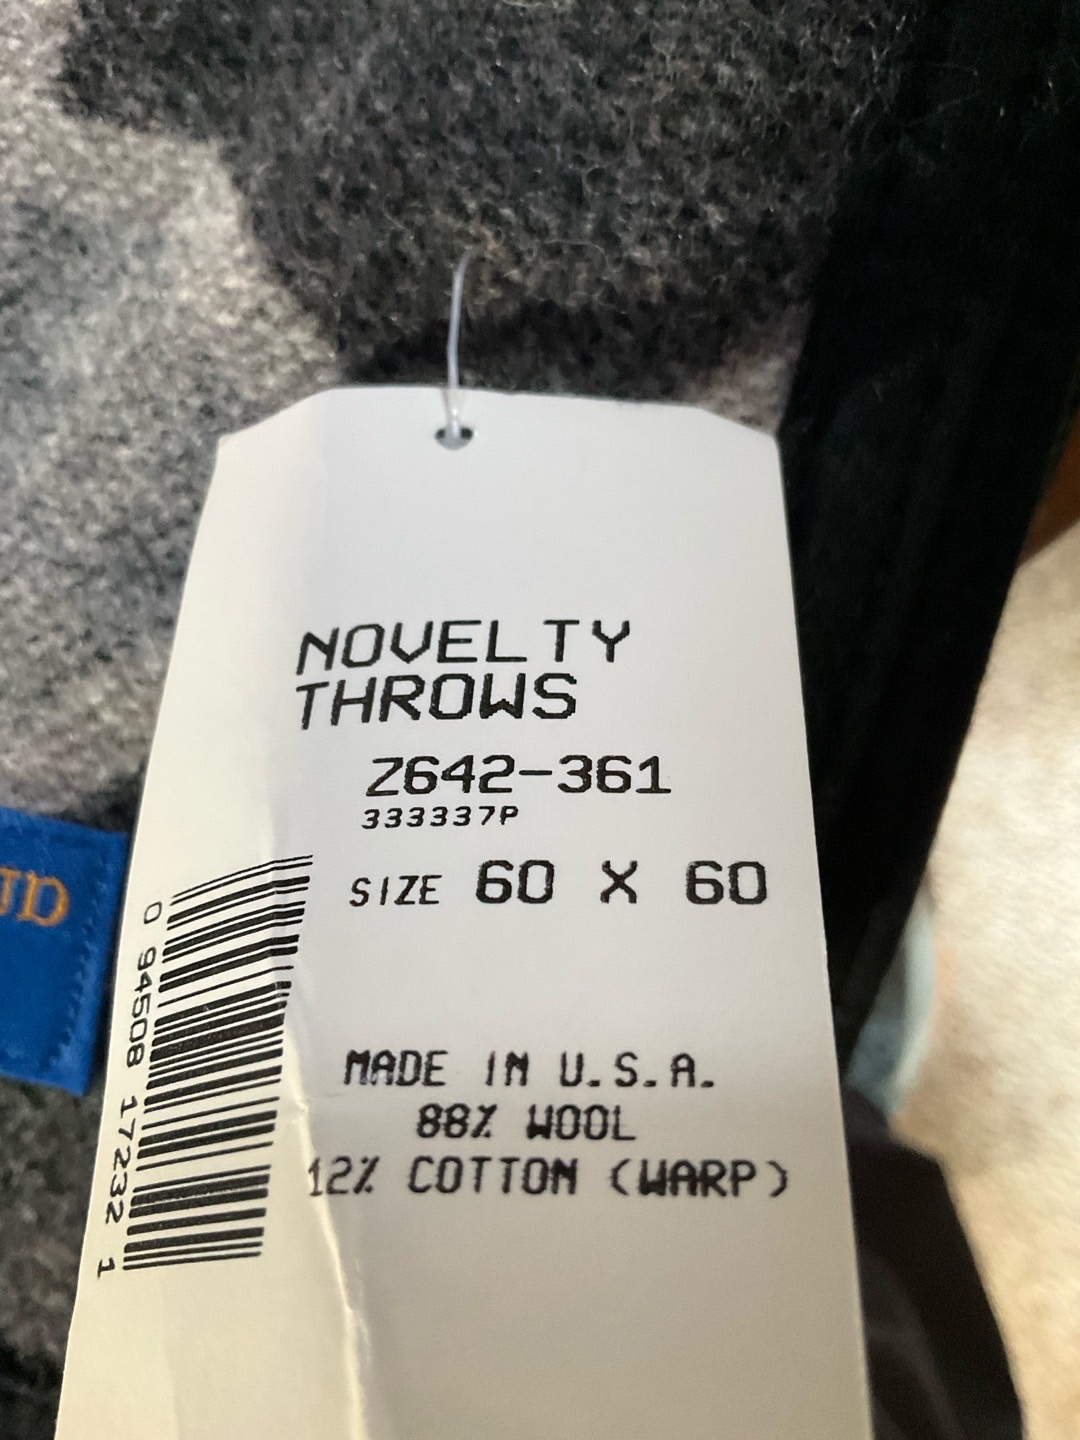 NOVELTY
THROWS
Z642-361
333337P
SIZE 60 X 60
0 94508 17232 1
MADE IN U.S.A.
88% WOOL
12% COTTON (WARP)